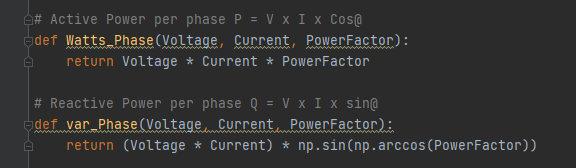 # Active Power per phase P = V x I x Cos@
def Watts_Phase(Voltage, Current, PowerFactor):
    return Voltage * Current * PowerFactor
# Reactive Power per phase Q = V x I x sin@
def var_Phase(Voltage, Current, PowerFactor):
    return (Voltage * Current) * np.sin(np.arccos(PowerFactor))